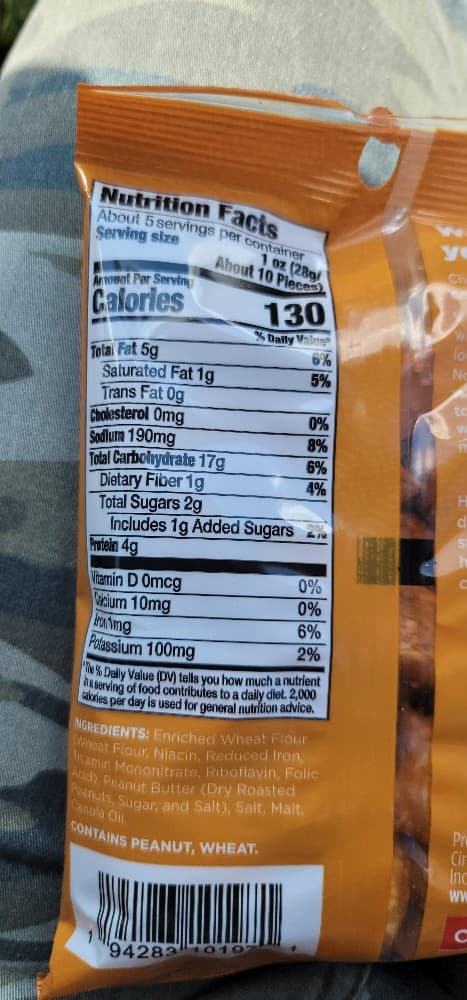 Nutrition Facts
About 5 servings per container
Serving size
1 oz (28g/
About 10 Pieces)
Amount Per Serving
Calories 130
% Daily Value*
Total Fat 5g 6%
Saturated Fat 1g 5%
Trans Fat 0g
Cholesterol 0mg 0%
Sodium 190mg 8%
Total Carbohydrate 17g 6%
Dietary Fiber 1g 4%
Total Sugars 2g
Includes 1g Added Sugars 2%
Protein 4g
Vitamin D 0mcg 0%
Calcium 10mg 0%
Iron 1mg 6%
Potassium 100mg 2%
*The % Daily Value (DV) tells you how much a nutrient
in a serving of food contributes to a daily diet. 2,000
calories per day is used for general nutrition advice.
INGREDIENTS: Enriched Wheat Flour
(Wheat Flour, Niacin, Reduced Iron,
Thiamin Mononitrate, Riboflavin, Folic
Acid), Peanut Butter (Dry Roasted
Peanuts, Sugar, and Salt), Salt, Malt,
Canola Oil.
CONTAINS PEANUT, WHEAT.
1 94283